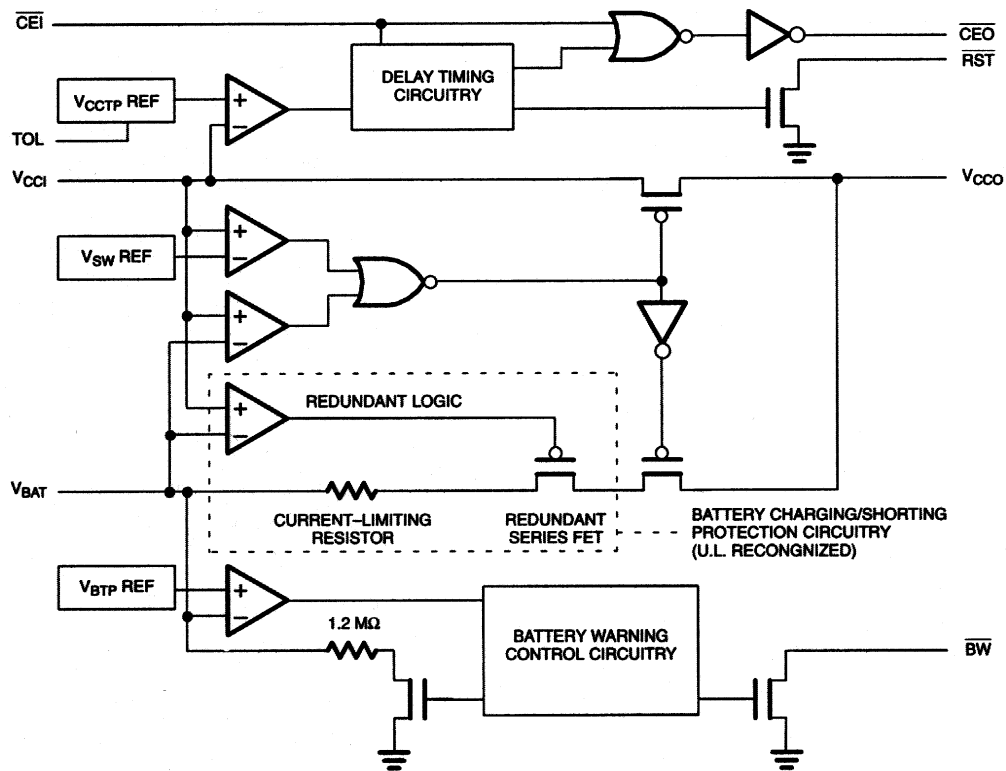 CEI
CEO
RST
DELAY TIMING
CIRCUITRY
VCCTP REF
+
−
TOL
VCCI
VCCO
+
VSW REF
−
+
−
REDUNDANT LOGIC
+
−
VBAT
CURRENT–LIMITING
RESISTOR
REDUNDANT
SERIES FET
BATTERY CHARGING/SHORTING
PROTECTION CIRCUITRY
(U.L. RECONGNIZED)
VBTP REF
+
−
1.2 MΩ
BATTERY WARNING
CONTROL CIRCUITRY
BW